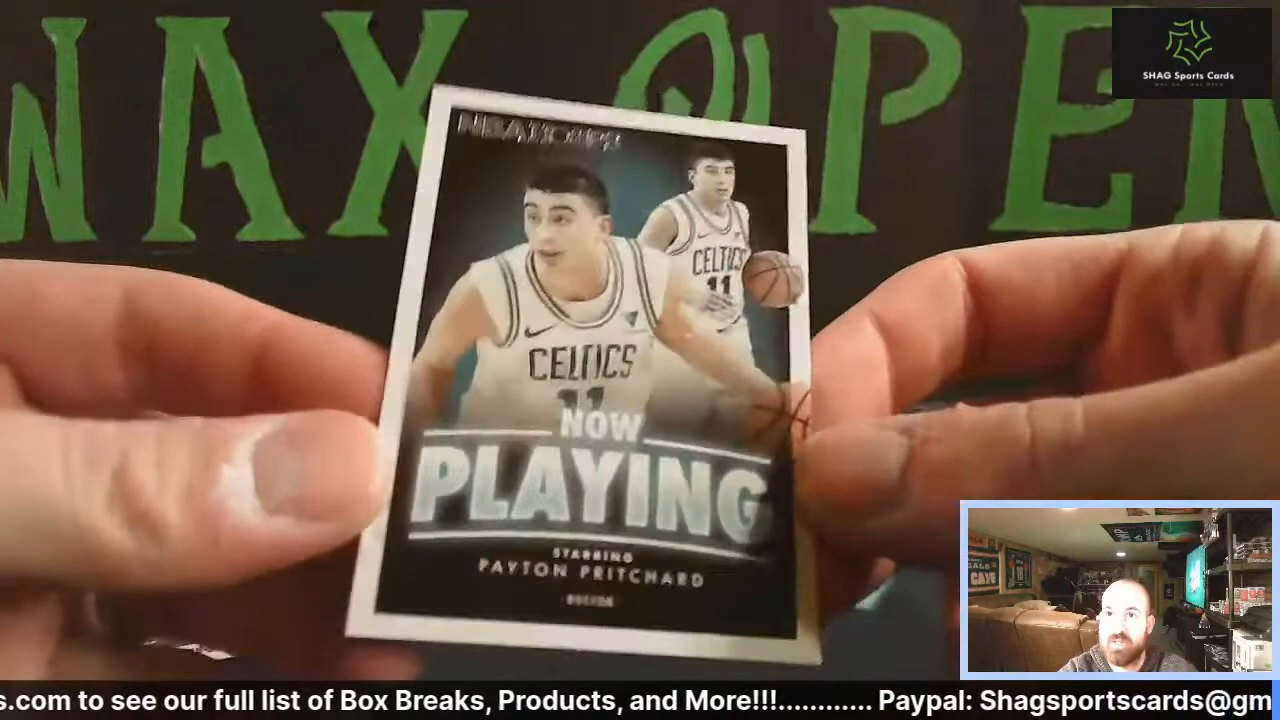 WAX OPEN
SHAG Sports Cards
NBA HOOPS
CELTICS
11
CELTICS
11
NOW
PLAYING
STARRING
PAYTON PRITCHARD
s.com to see our full list of Box Breaks, Products, and More!!!............ Paypal: Shagsportscards@gm